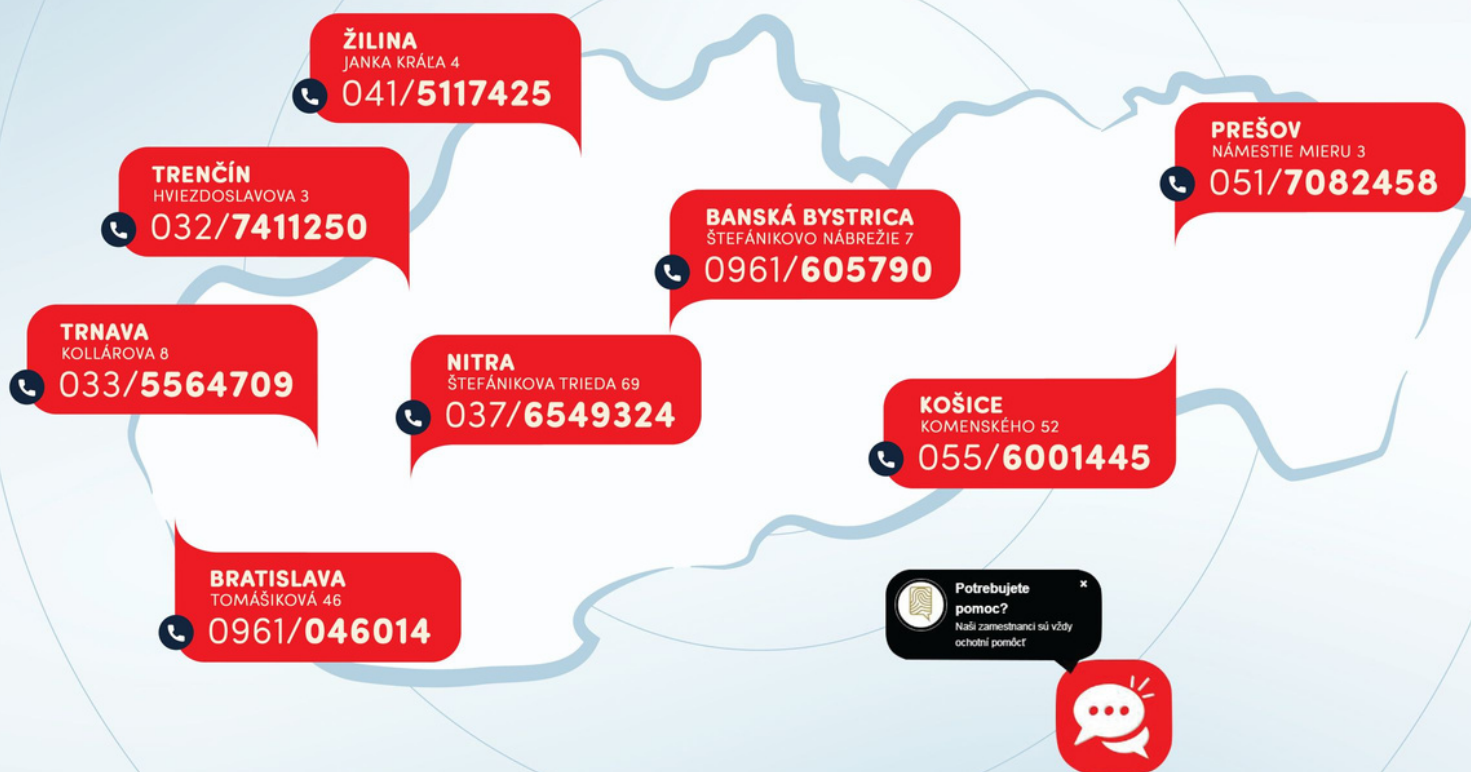 ŽILINA
JANKA KRÁĽA 4
041/5117425
TRENČÍN
HVIEZDOSLAVOVA 3
032/7411250
PREŠOV
NÁMESTIE MIERU 3
051/7082458
BANSKÁ BYSTRICA
ŠTEFÁNIKOVO NÁBREŽIE 7
0961/605790
TRNAVA
KOLLÁROVA 8
033/5564709
NITRA
ŠTEFÁNIKOVA TRIEDA 69
037/6549324
KOŠICE
KOMENSKÉHO 52
055/6001445
BRATISLAVA
TOMÁŠIKOVÁ 46
0961/046014
Potrebujete
pomoc?
Naši zamestnanci sú vždy
ochotní pomôcť